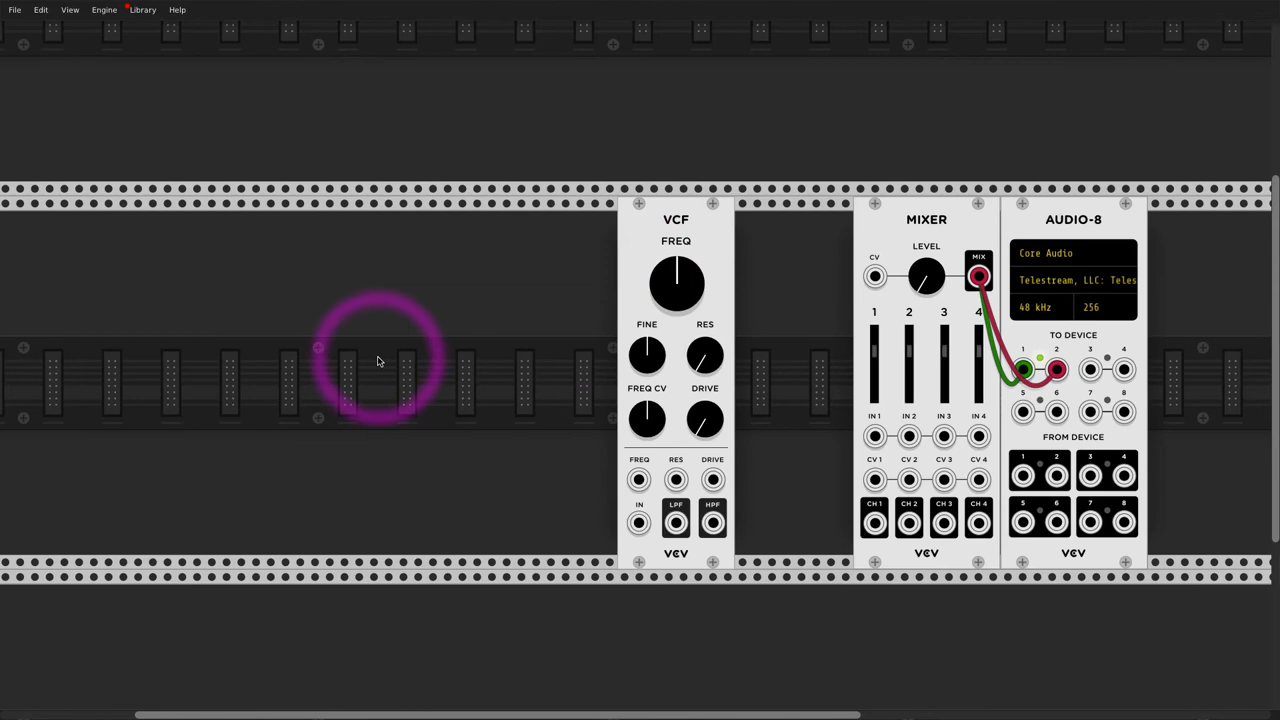 File Edit View Engine Library Help
VCF
FREQ
FINE RES
FREQ CV DRIVE
FREQ RES DRIVE
IN LPF HPF
VCV
MIXER
LEVEL
CV MIX
1 2 3 4
IN 1 IN 2 IN 3 IN 4
CV 1 CV 2 CV 3 CV 4
CH 1 CH 2 CH 3 CH 4
VCV
AUDIO-8
Core Audio
Telestream, LLC: Teles
48 kHz 256
TO DEVICE
1 2 3 4
5 6 7 8
FROM DEVICE
1 2 3 4
5 6 7 8
VCV